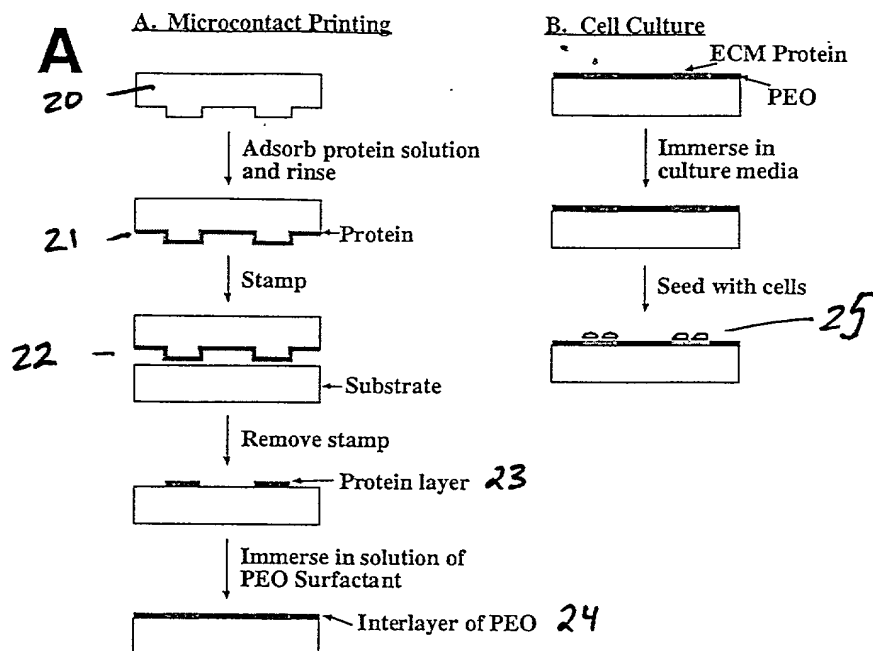 A
A. Microcontact Printing
20
Adsorb protein solution
and rinse
21
Protein
Stamp
22
Substrate
Remove stamp
Protein layer 23
Immerse in solution of
PEO Surfactant
Interlayer of PEO 24
B. Cell Culture
ECM Protein
PEO
Immerse in
culture media
Seed with cells
25